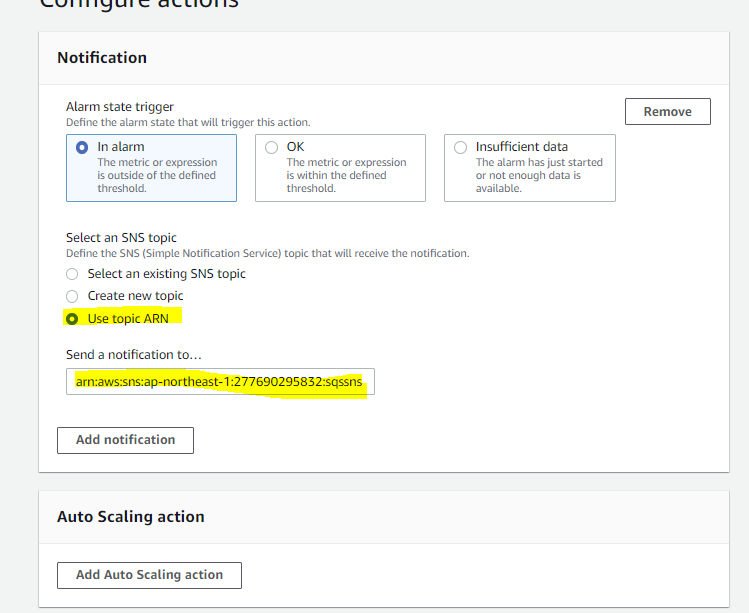 Configure actions
Notification
Alarm state trigger
Define the alarm state that will trigger this action.
Remove
In alarm
The metric or expression
is outside of the defined
threshold.
OK
The metric or expression
is within the defined
threshold.
Insufficient data
The alarm has just started
or not enough data is
available.
Select an SNS topic
Define the SNS (Simple Notification Service) topic that will receive the notification.
Select an existing SNS topic
Create new topic
Use topic ARN
Send a notification to...
arn:aws:sns:ap-northeast-1:277690295832:sqssns
Add notification
Auto Scaling action
Add Auto Scaling action